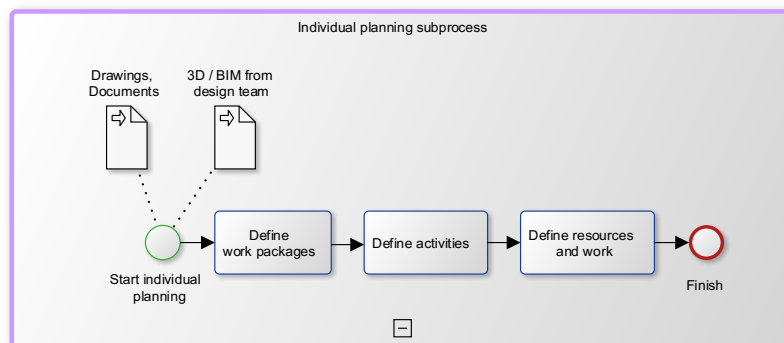 Individual planning subprocess
Drawings,
Documents
3D / BIM from
design team
Define
work packages
Define activities
Define resources
and work
Start individual
planning
Finish